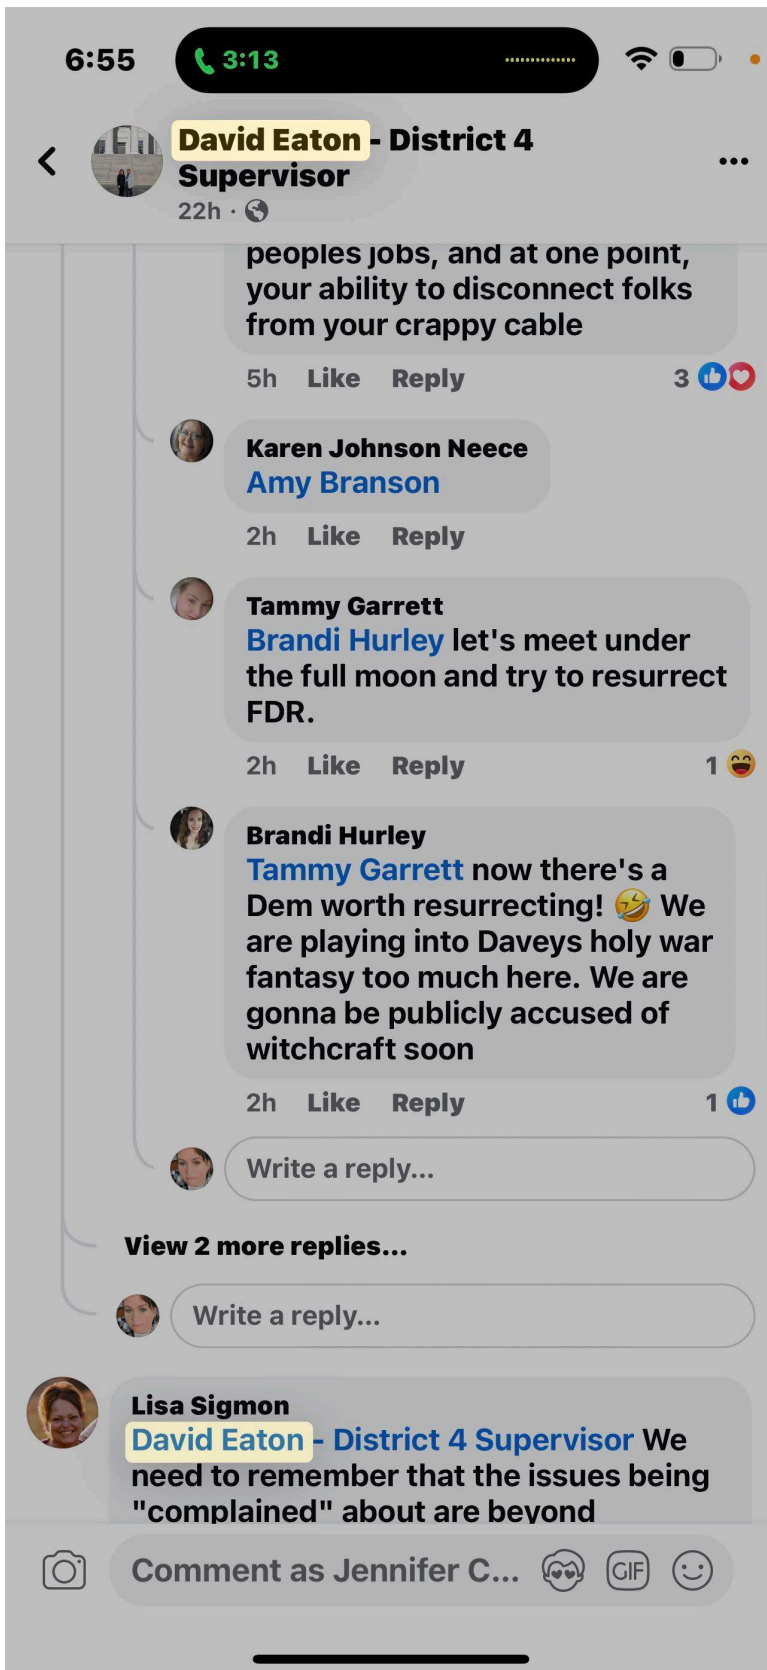 6:55
3:13
David Eaton - District 4
Supervisor
22h ·
peoples jobs, and at one point,
your ability to disconnect folks
from your crappy cable
5h Like Reply 3
Karen Johnson Neece
Amy Branson
2h Like Reply
Tammy Garrett
Brandi Hurley let's meet under
the full moon and try to resurrect
FDR.
2h Like Reply 1
Brandi Hurley
Tammy Garrett now there's a
Dem worth resurrecting! 🤣 We
are playing into Daveys holy war
fantasy too much here. We are
gonna be publicly accused of
witchcraft soon
2h Like Reply 1
Write a reply...
View 2 more replies...
Write a reply...
Lisa Sigmon
David Eaton - District 4 Supervisor We
need to remember that the issues being
"complained" about are beyond
Comment as Jennifer C... GIF